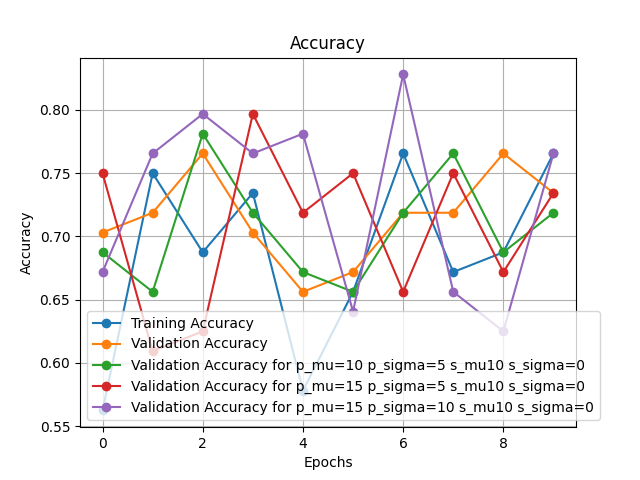 Accuracy
0.80
0.75
0.70
0.65
0.60
0.55
Accuracy
Training Accuracy
Validation Accuracy
Validation Accuracy for p_mu=10 p_sigma=5 s_mu10 s_sigma=0
Validation Accuracy for p_mu=15 p_sigma=5 s_mu10 s_sigma=0
Validation Accuracy for p_mu=15 p_sigma=10 s_mu10 s_sigma=0
0 2 4 6 8
Epochs